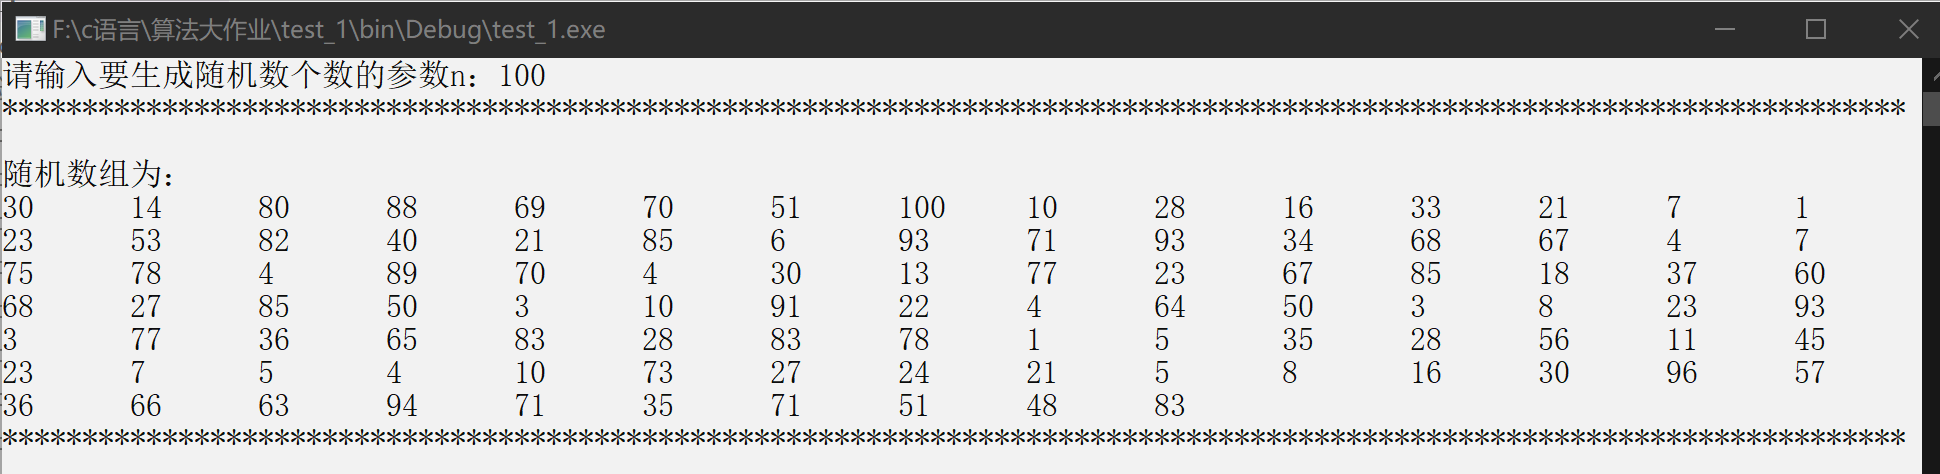 F:\c语言\算法大作业\test_1\bin\Debug\test_1.exe
请输入要生成随机数个数的参数n：100
***********************************************************************************************************************
随机数组为：
30 14 80 88 69 70 51 100 10 28 16 33 21 7 1
23 53 82 40 21 85 6 93 71 93 34 68 67 4 7
75 78 4 89 70 4 30 13 77 23 67 85 18 37 60
68 27 85 50 3 10 91 22 4 64 50 3 8 23 93
3 77 36 65 83 28 83 78 1 5 35 28 56 11 45
23 7 5 4 10 73 27 24 21 5 8 16 30 96 57
36 66 63 94 71 35 71 51 48 83
***********************************************************************************************************************